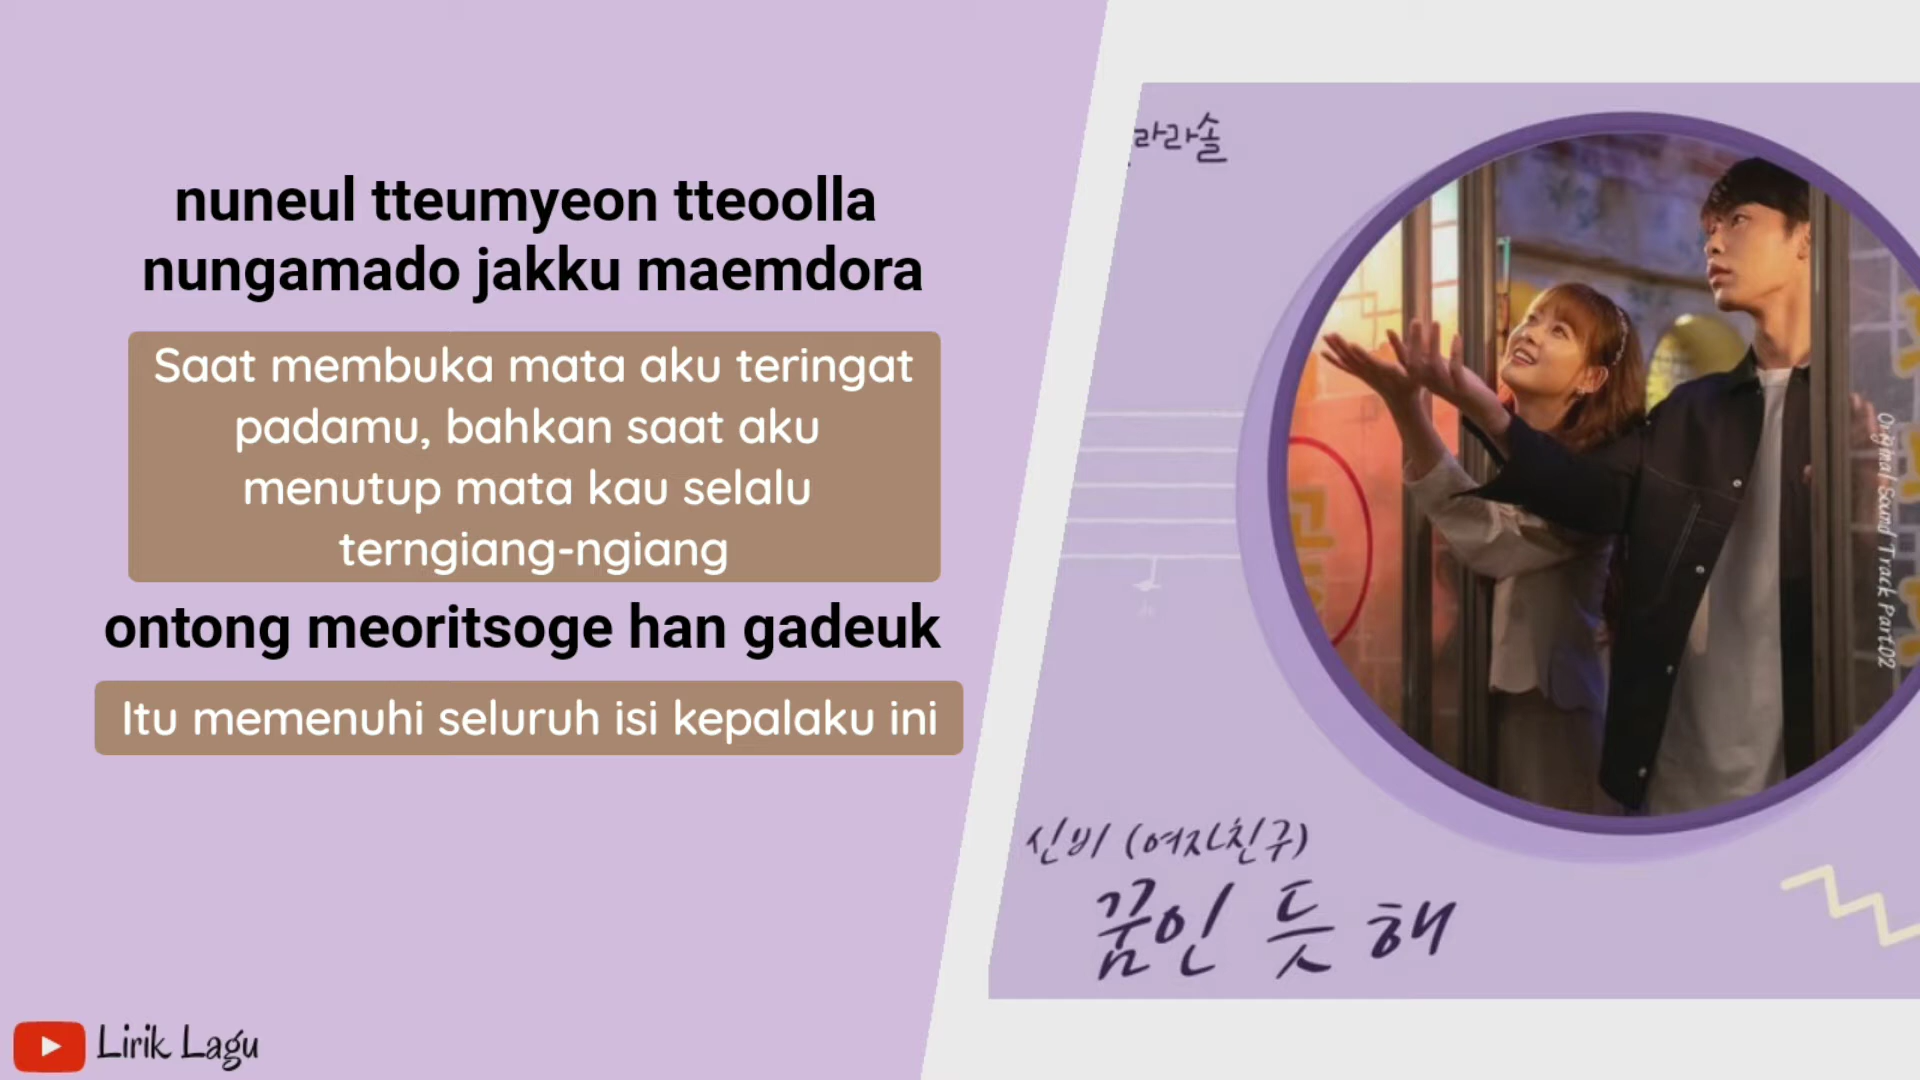 nuneul tteumyeon tteoolla
nungamado jakku maemdora
Saat membuka mata aku teringat
padamu, bahkan saat aku
menutup mata kau selalu
terngiang-ngiang
ontong meoritsoge han gadeuk
Itu memenuhi seluruh isi kepalaku ini
Lirik Lagu
라라솔
Original Sound Track Part.02
신비 (여자친구)
꿈인 듯 해